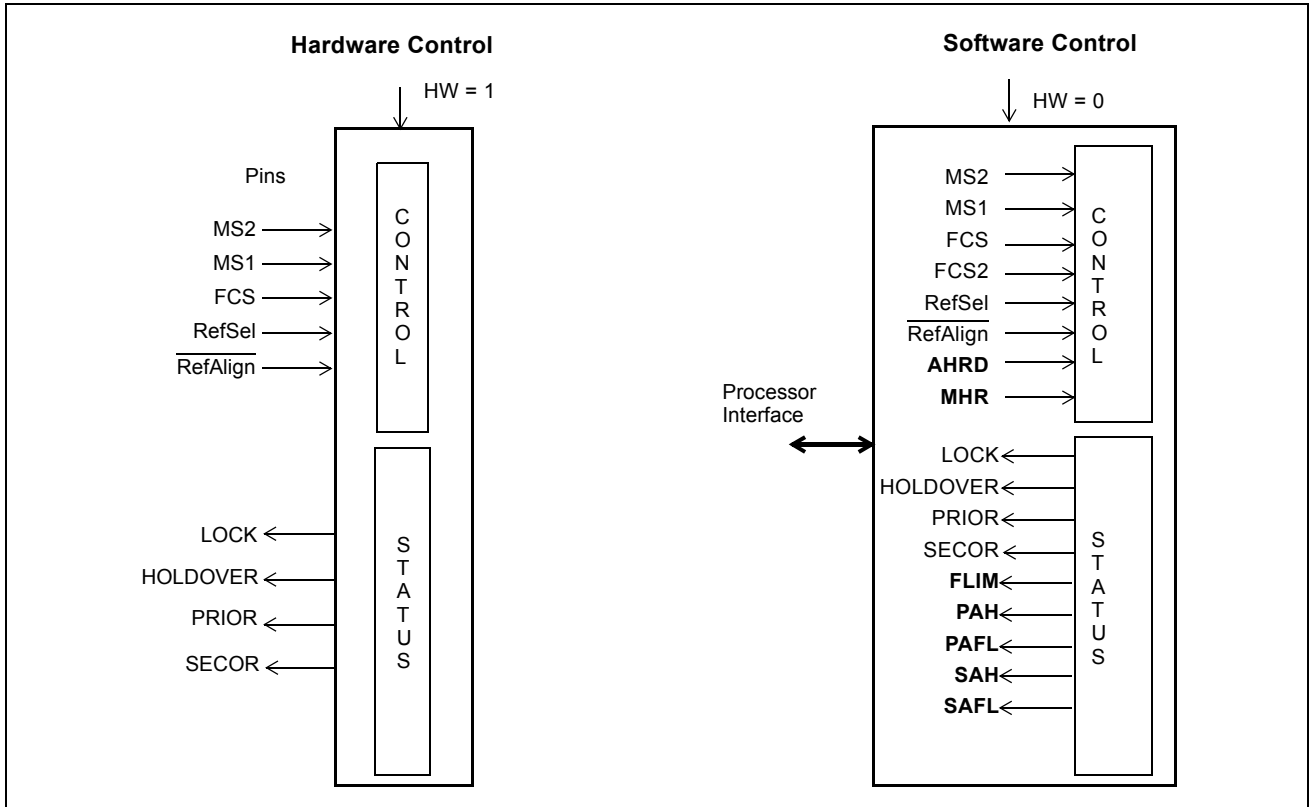 Hardware Control
HW = 1
Pins
MS2
MS1
FCS
RefSel
RefAlign
CONTROL
LOCK
HOLDOVER
PRIOR
SECOR
STATUS
Software Control
HW = 0
MS2
MS1
FCS
FCS2
RefSel
RefAlign
AHRD
MHR
CONTROL
Processor
Interface
LOCK
HOLDOVER
PRIOR
SECOR
FLIM
PAH
PAFL
SAH
SAFL
STATUS